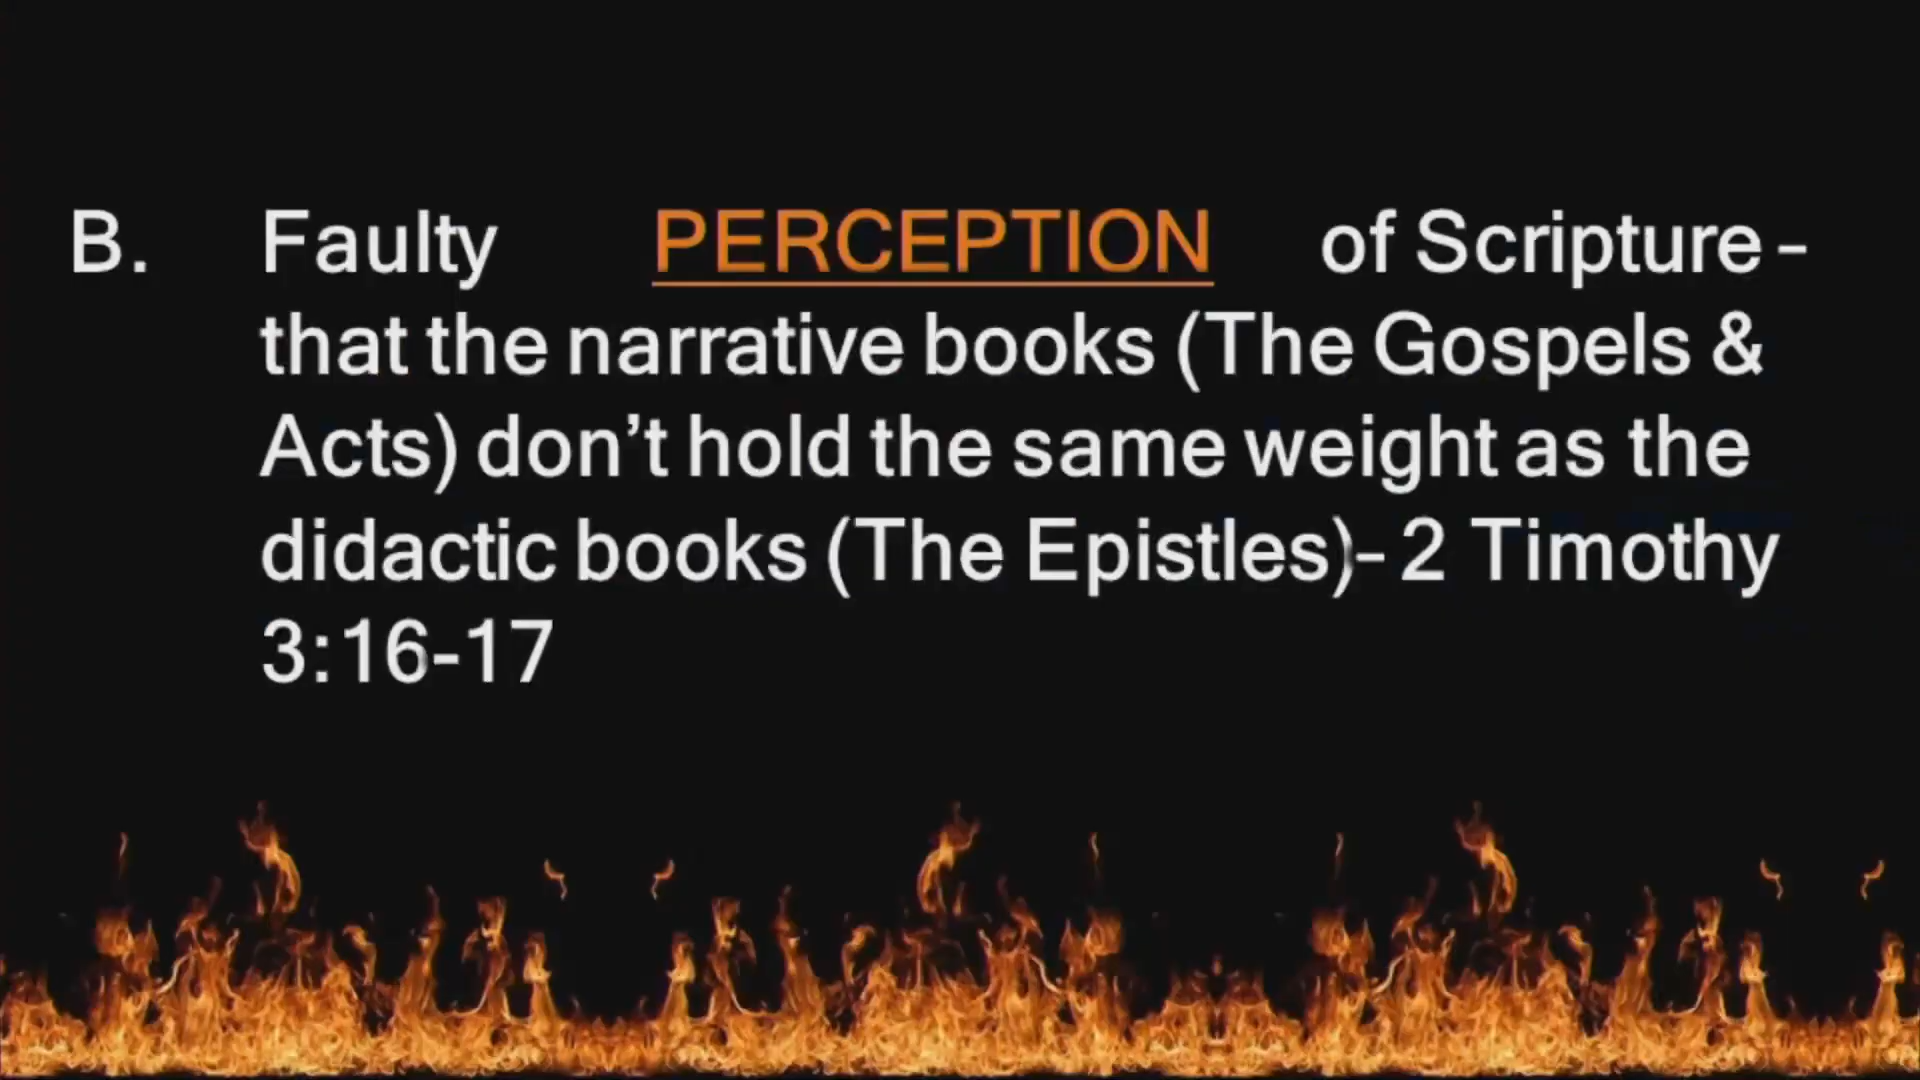 B. Faulty PERCEPTION of Scripture –
that the narrative books (The Gospels &
Acts) don’t hold the same weight as the
didactic books (The Epistles)– 2 Timothy
3:16-17